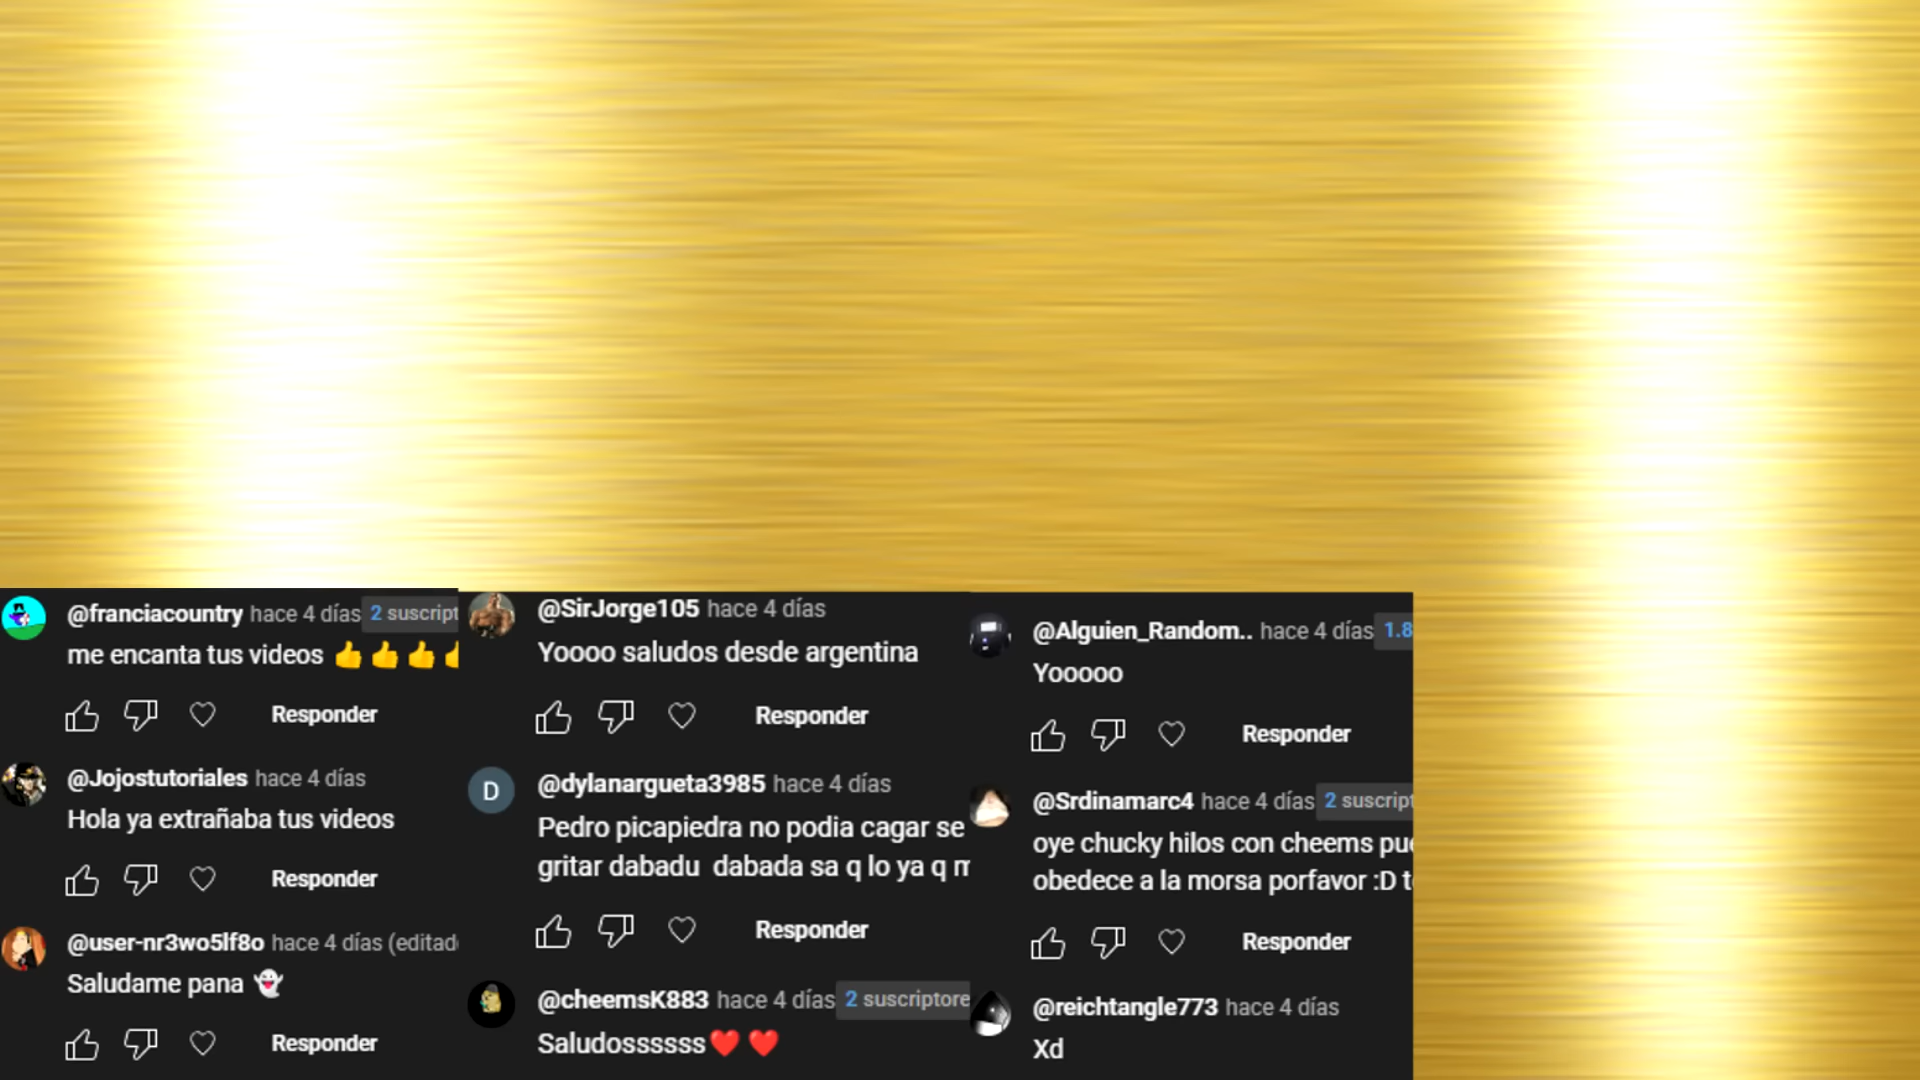 @franciacountry hace 4 días 2 suscript
me encanta tus videos 👍👍👍👍
Responder
@Jojostutoriales hace 4 días
Hola ya extrañaba tus videos
Responder
@user-nr3wo5lf8o hace 4 días (editad
Saludame pana 👻
Responder
@SirJorge105 hace 4 días
Yoooo saludos desde argentina
Responder
D
@dylanargueta3985 hace 4 días
Pedro picapiedra no podia cagar se
gritar dabadu dabada sa q lo ya q m
Responder
@cheemsK883 hace 4 días 2 suscriptore
Saludossssss❤️ ❤️
@Alguien_Random.. hace 4 días 1.8
Yooooo
Responder
@Srdinamarc4 hace 4 días 2 suscript
oye chucky hilos con cheems pue
obedece a la morsa porfavor :D t
Responder
@reichtangle773 hace 4 días
Xd